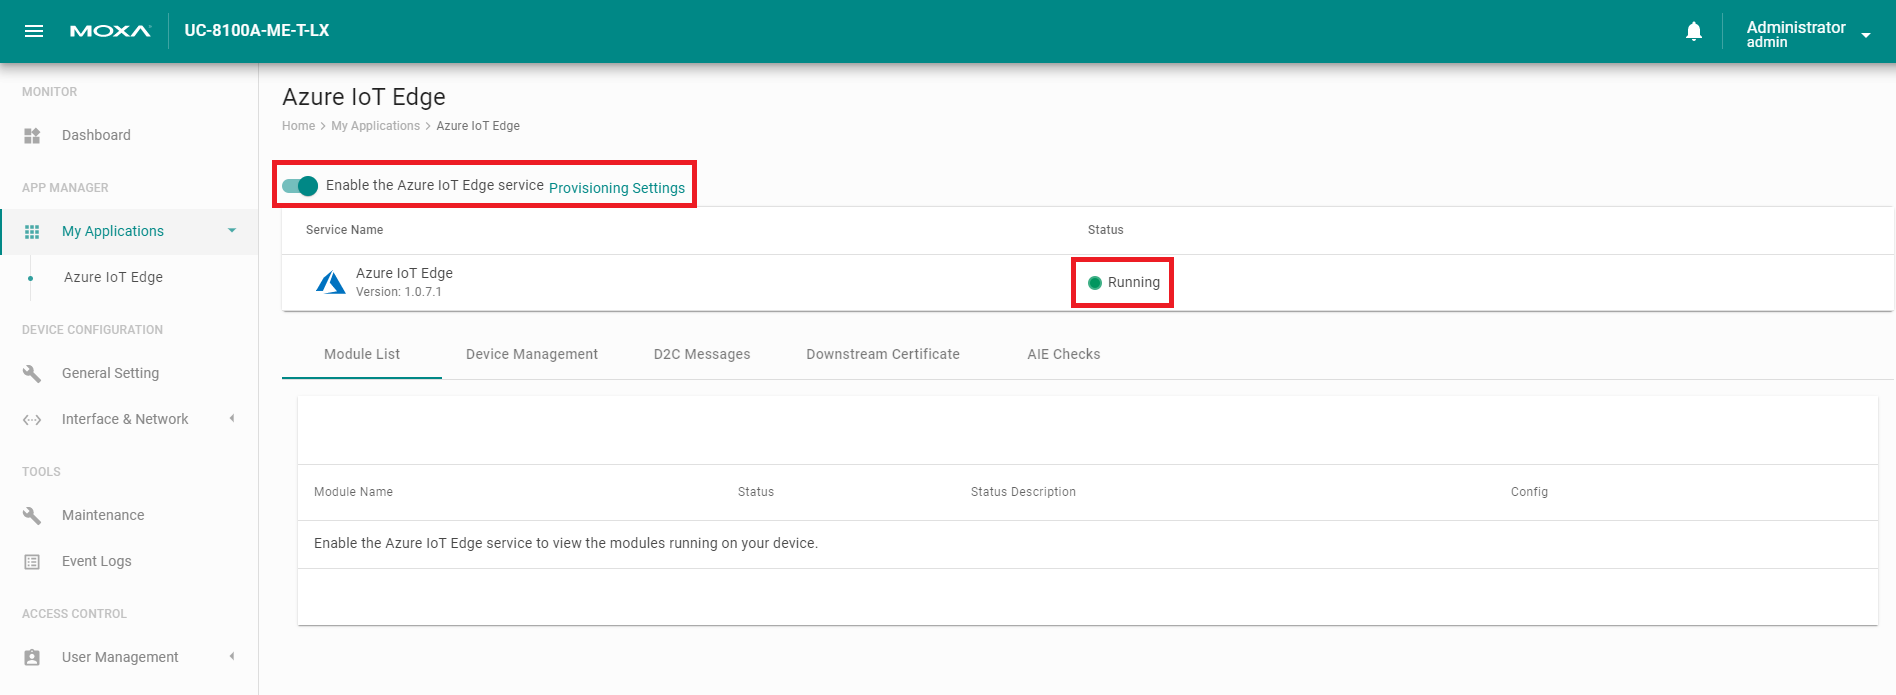 MOXA UC-8100A-ME-T-LX
Administrator
admin
MONITOR
Dashboard
APP MANAGER
My Applications
Azure IoT Edge
DEVICE CONFIGURATION
General Setting
Interface & Network
TOOLS
Maintenance
Event Logs
ACCESS CONTROL
User Management
Azure IoT Edge
Home > My Applications > Azure IoT Edge
Enable the Azure IoT Edge service Provisioning Settings
Service Name Status
Azure IoT Edge
Version: 1.0.7.1
Running
Module List Device Management D2C Messages Downstream Certificate AIE Checks
Module Name Status Status Description Config
Enable the Azure IoT Edge service to view the modules running on your device.